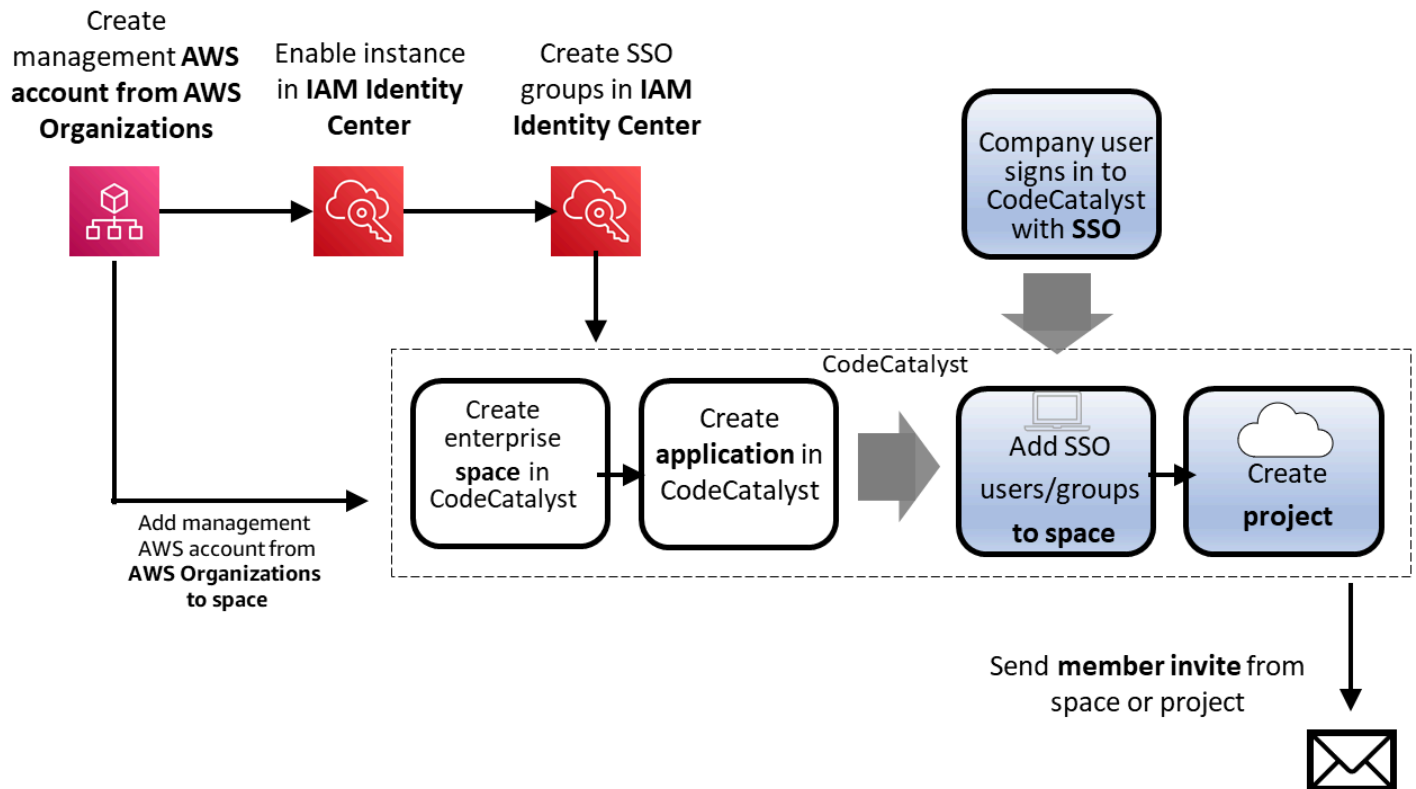 Create
management AWS
account from AWS
Organizations
Enable instance
in IAM Identity
Center
Create SSO
groups in IAM
Identity Center
Company user
signs in to
CodeCatalyst
with SSO
CodeCatalyst
Create
enterprise
space in
CodeCatalyst
Create
application in
CodeCatalyst
Add SSO
users/groups
to space
Create
project
Add management
AWS account from
AWS Organizations
to space
Send member invite from
space or project